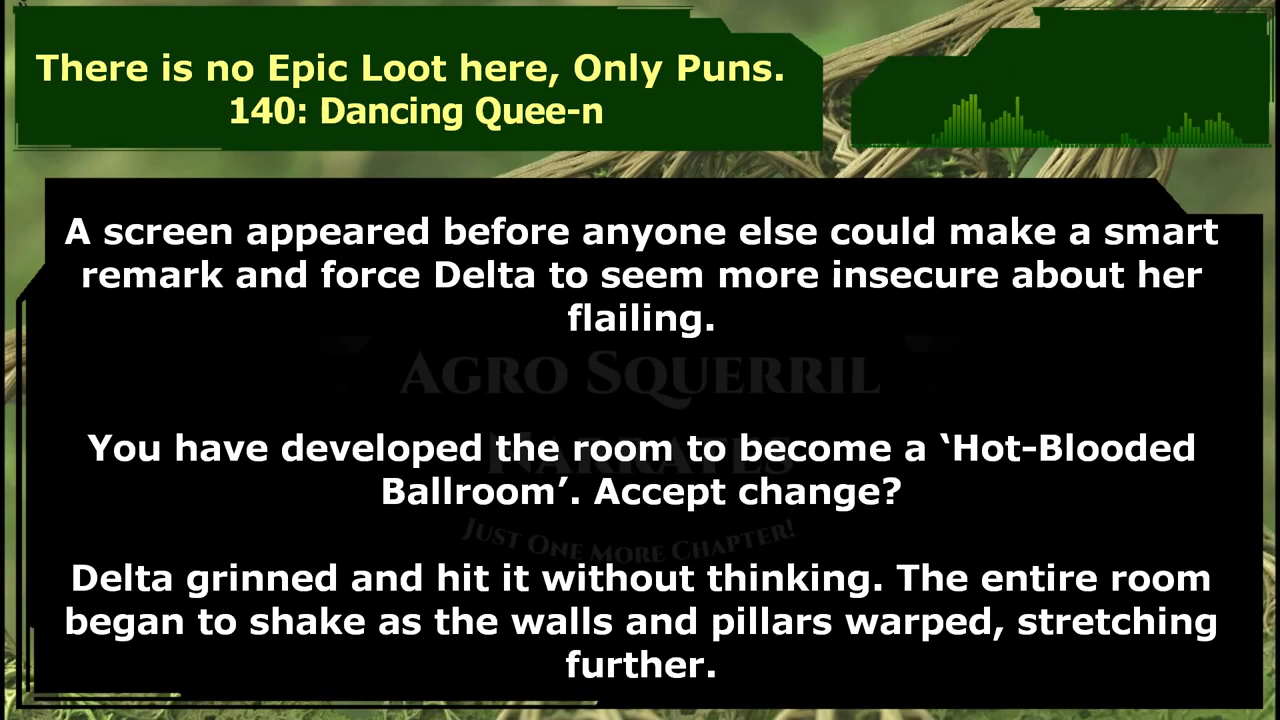 There is no Epic Loot here, Only Puns.
140: Dancing Quee-n
A screen appeared before anyone else could make a smart
remark and force Delta to seem more insecure about her
flailing.
Agro Squerril
Narrates
Just One More Chapter!
You have developed the room to become a ‘Hot-Blooded
Ballroom’. Accept change?
Delta grinned and hit it without thinking. The entire room
began to shake as the walls and pillars warped, stretching
further.